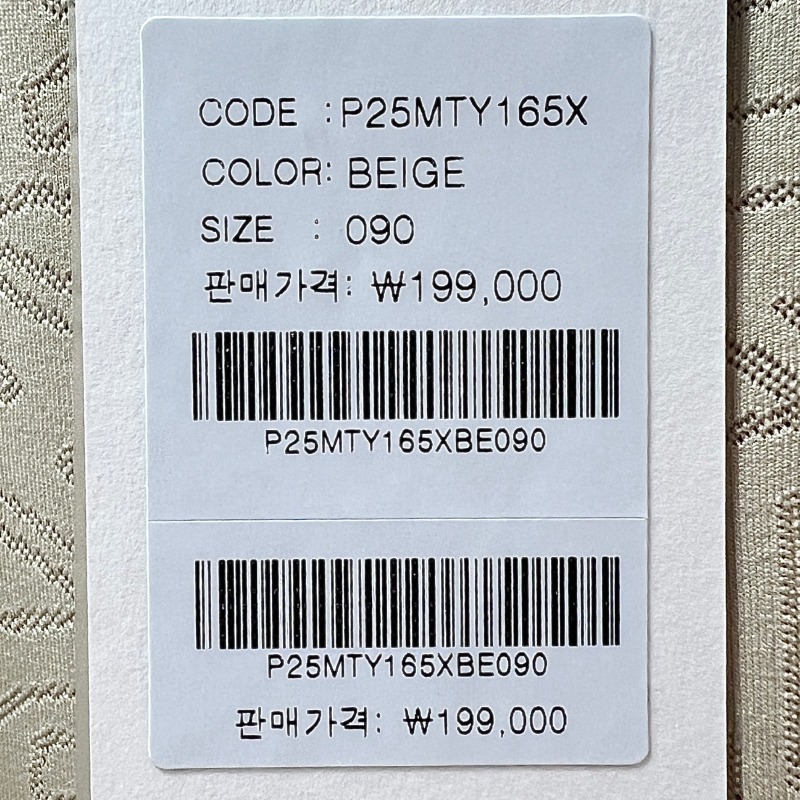 CODE : P25MTY165X
COLOR: BEIGE
SIZE : 090
판매가격: ₩199,000
P25MTY165XBE090
P25MTY165XBE090
판매가격: ₩199,000